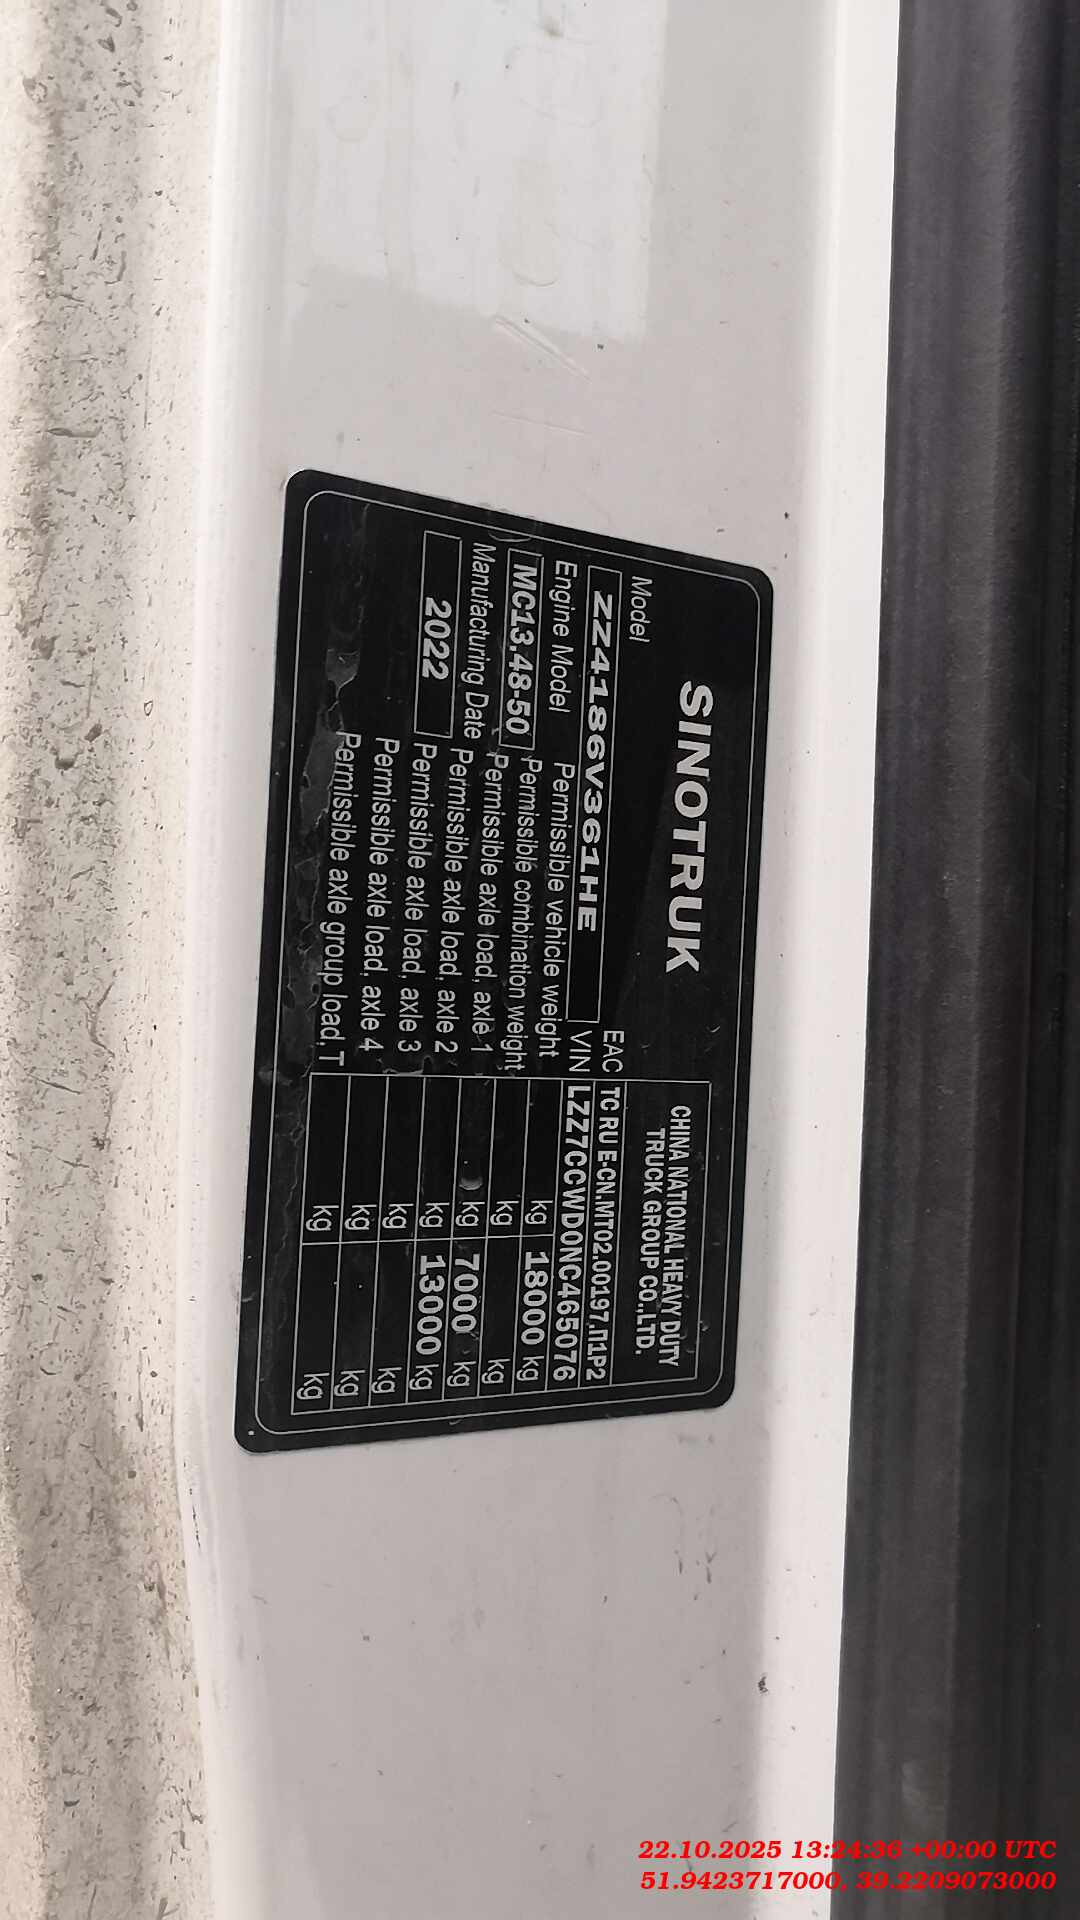 SINOTRUK
CHINA NATIONAL HEAVY DUTY
TRUCK GROUP CO.,LTD.
Model
ZZ4186V361HE
EAC TC RU E-CN.MT02.00197.П1Р2
VIN LZZ7CCWD0NC465076
Engine Model
MC13.48-50
Manufacturing Date
2022
Permissible vehicle weight kg 18000 kg
Permissible combination weight kg kg
Permissible axle load, axle 1 kg 7000 kg
Permissible axle load, axle 2 kg 13000 kg
Permissible axle load, axle 3 kg kg
Permissible axle load, axle 4 kg kg
Permissible axle group load, T kg kg
22.10.2025 13:24:36 +00:00 UTC
51.9423717000, 39.2209073000